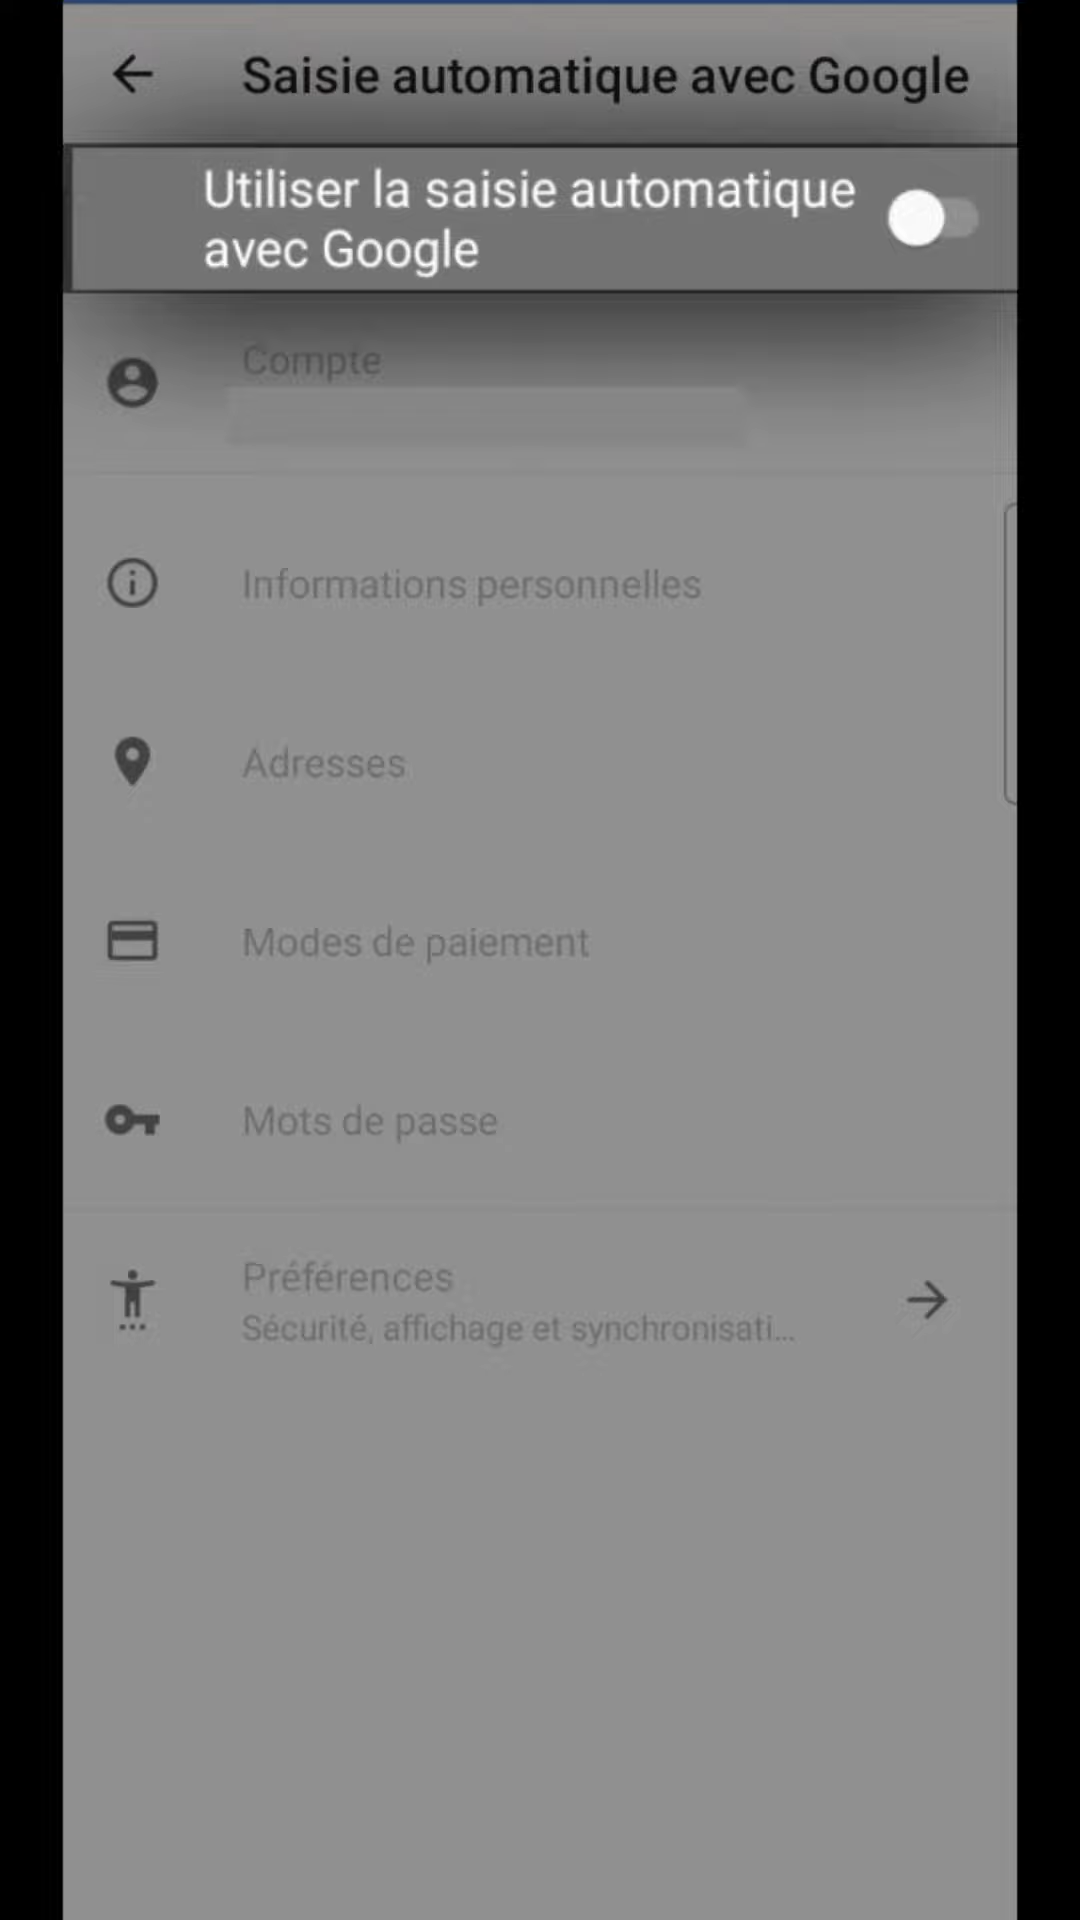 Saisie automatique avec Google
Utiliser la saisie automatique
avec Google
Compte
Informations personnelles
Adresses
Modes de paiement
Mots de passe
Préférences
Sécurité, affichage et synchronisati...